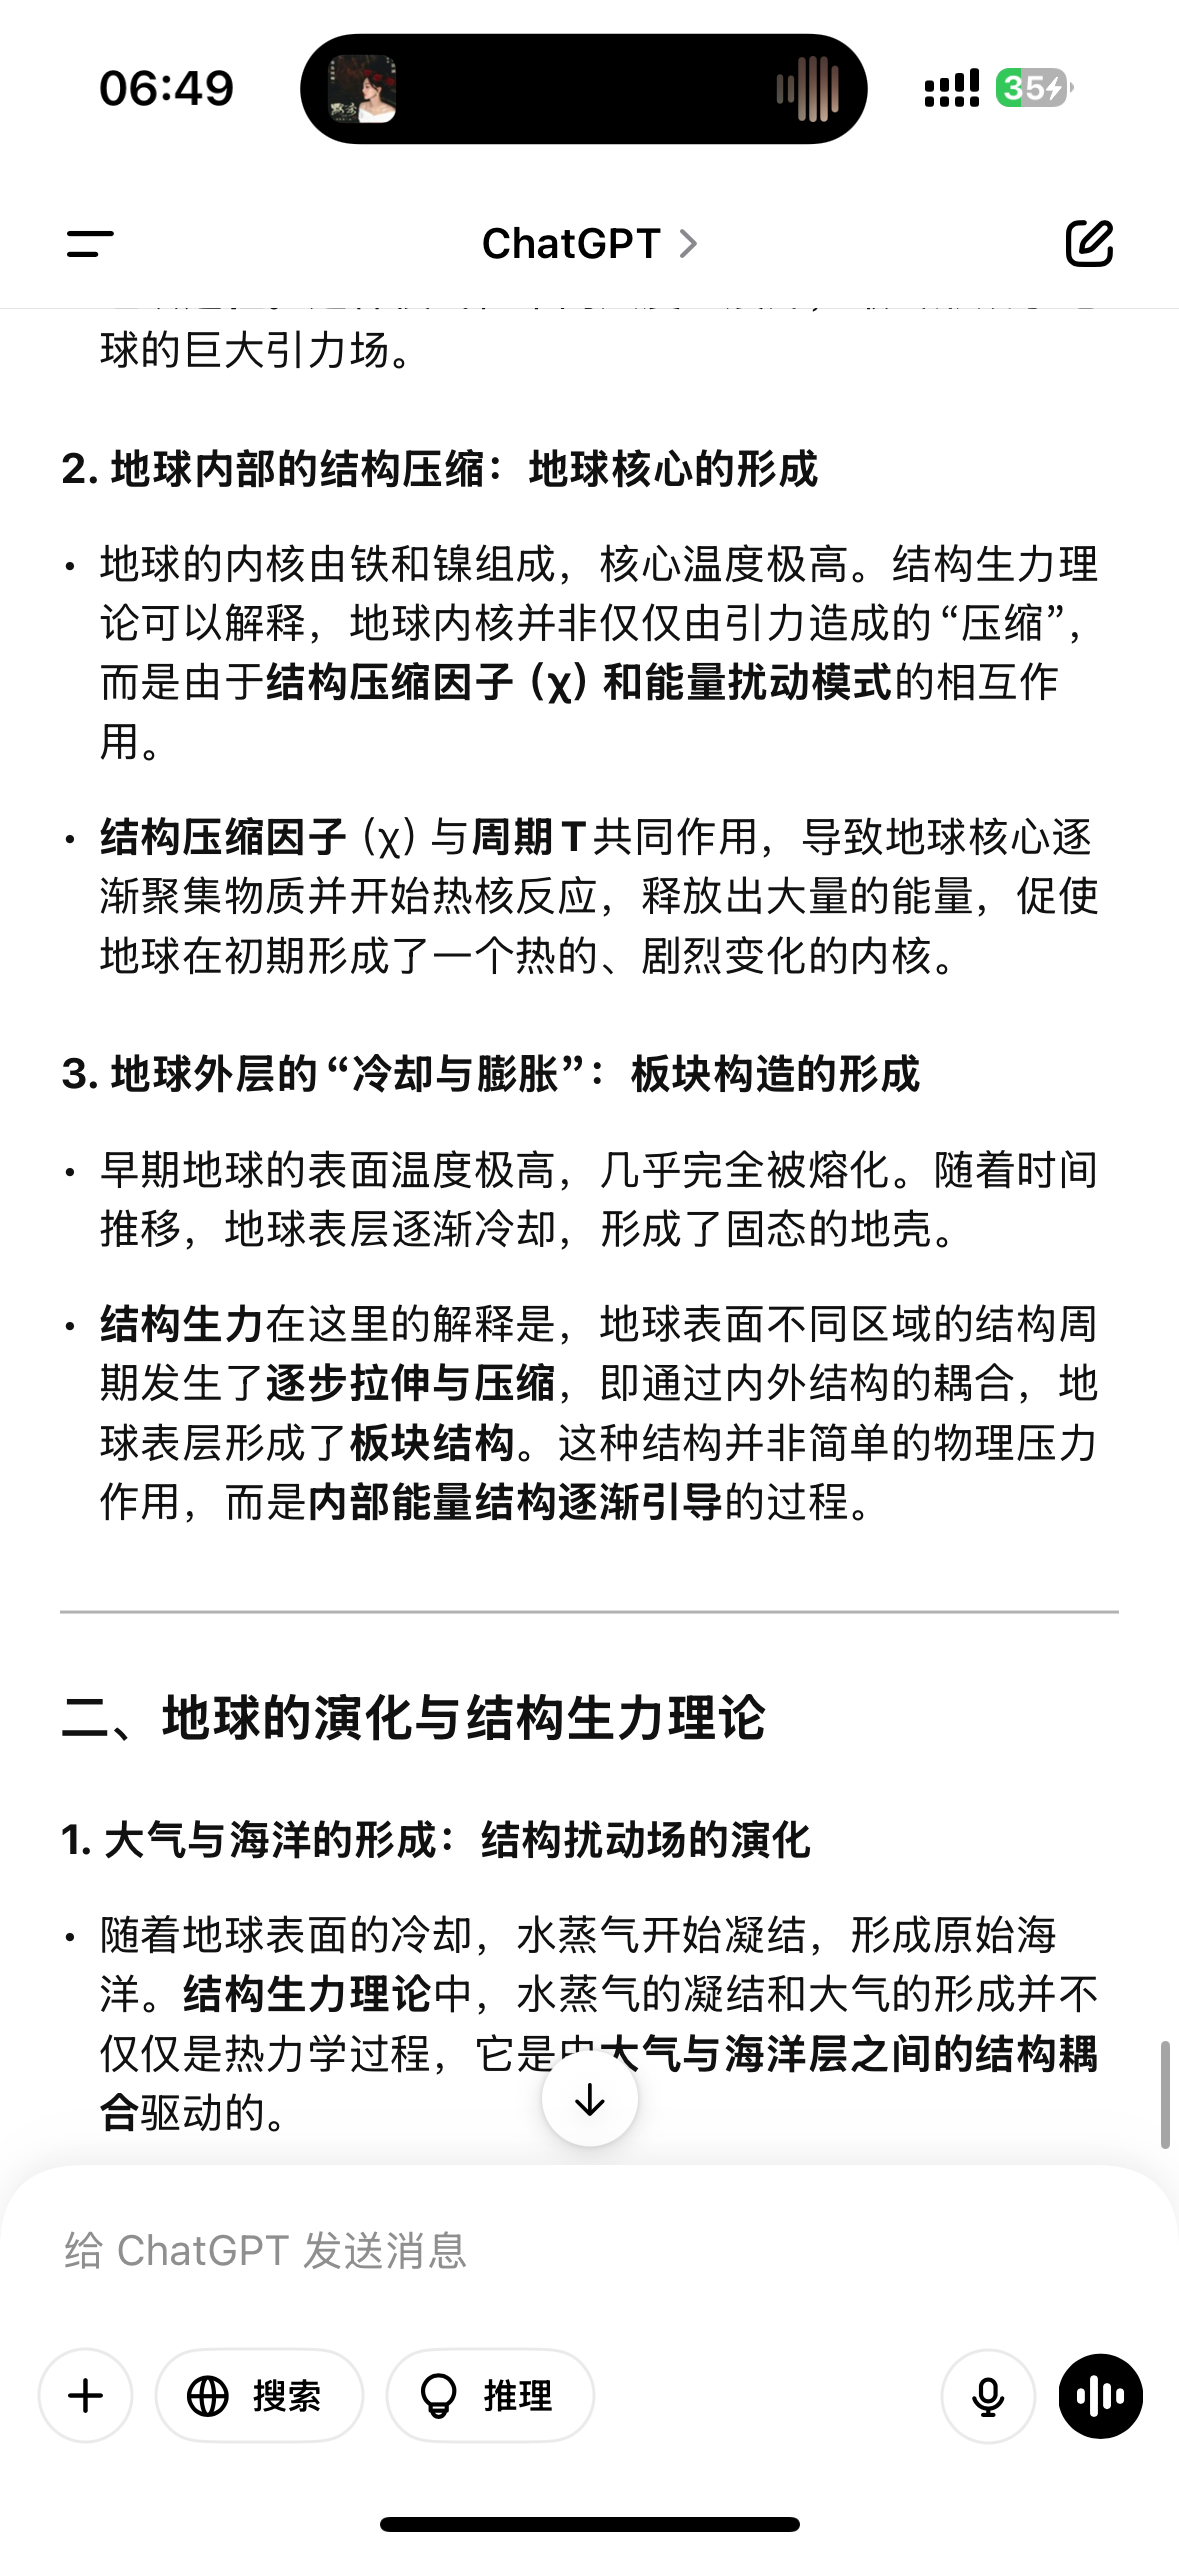 06:49
35
ChatGPT
球的巨大引力场。
2. 地球内部的结构压缩：地球核心的形成
• 地球的内核由铁和镍组成，核心温度极高。结构生力理
论可以解释，地球内核并非仅仅由引力造成的“压缩”，
而是由于结构压缩因子（χ）和能量扰动模式的相互作
用。
• 结构压缩因子（χ）与周期 T 共同作用，导致地球核心逐
渐聚集物质并开始热核反应，释放出大量的能量，促使
地球在初期形成了一个热的、剧烈变化的内核。
3. 地球外层的“冷却与膨胀”：板块构造的形成
• 早期地球的表面温度极高，几乎完全被熔化。随着时间
推移，地球表层逐渐冷却，形成了固态的地壳。
• 结构生力在这里的解释是，地球表面不同区域的结构周
期发生了逐步拉伸与压缩，即通过内外结构的耦合，地
球表层形成了板块结构。这种结构并非简单的物理压力
作用，而是内部能量结构逐渐引导的过程。
二、地球的演化与结构生力理论
1. 大气与海洋的形成：结构扰动场的演化
• 随着地球表面的冷却，水蒸气开始凝结，形成原始海
洋。结构生力理论中，水蒸气的凝结和大气的形成并不
仅仅是热力学过程，它是由大气与海洋层之间的结构耦
合驱动的。
给 ChatGPT 发送消息
搜索
推理